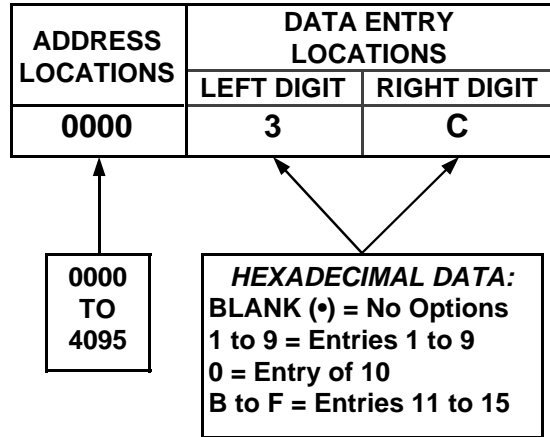 ADDRESS LOCATIONS
DATA ENTRY LOCATIONS
LEFT DIGIT
RIGHT DIGIT
0000
3
C
0000
TO
4095
HEXADECIMAL DATA:
BLANK (•) = No Options
1 to 9 = Entries 1 to 9
0 = Entry of 10
B to F = Entries 11 to 15